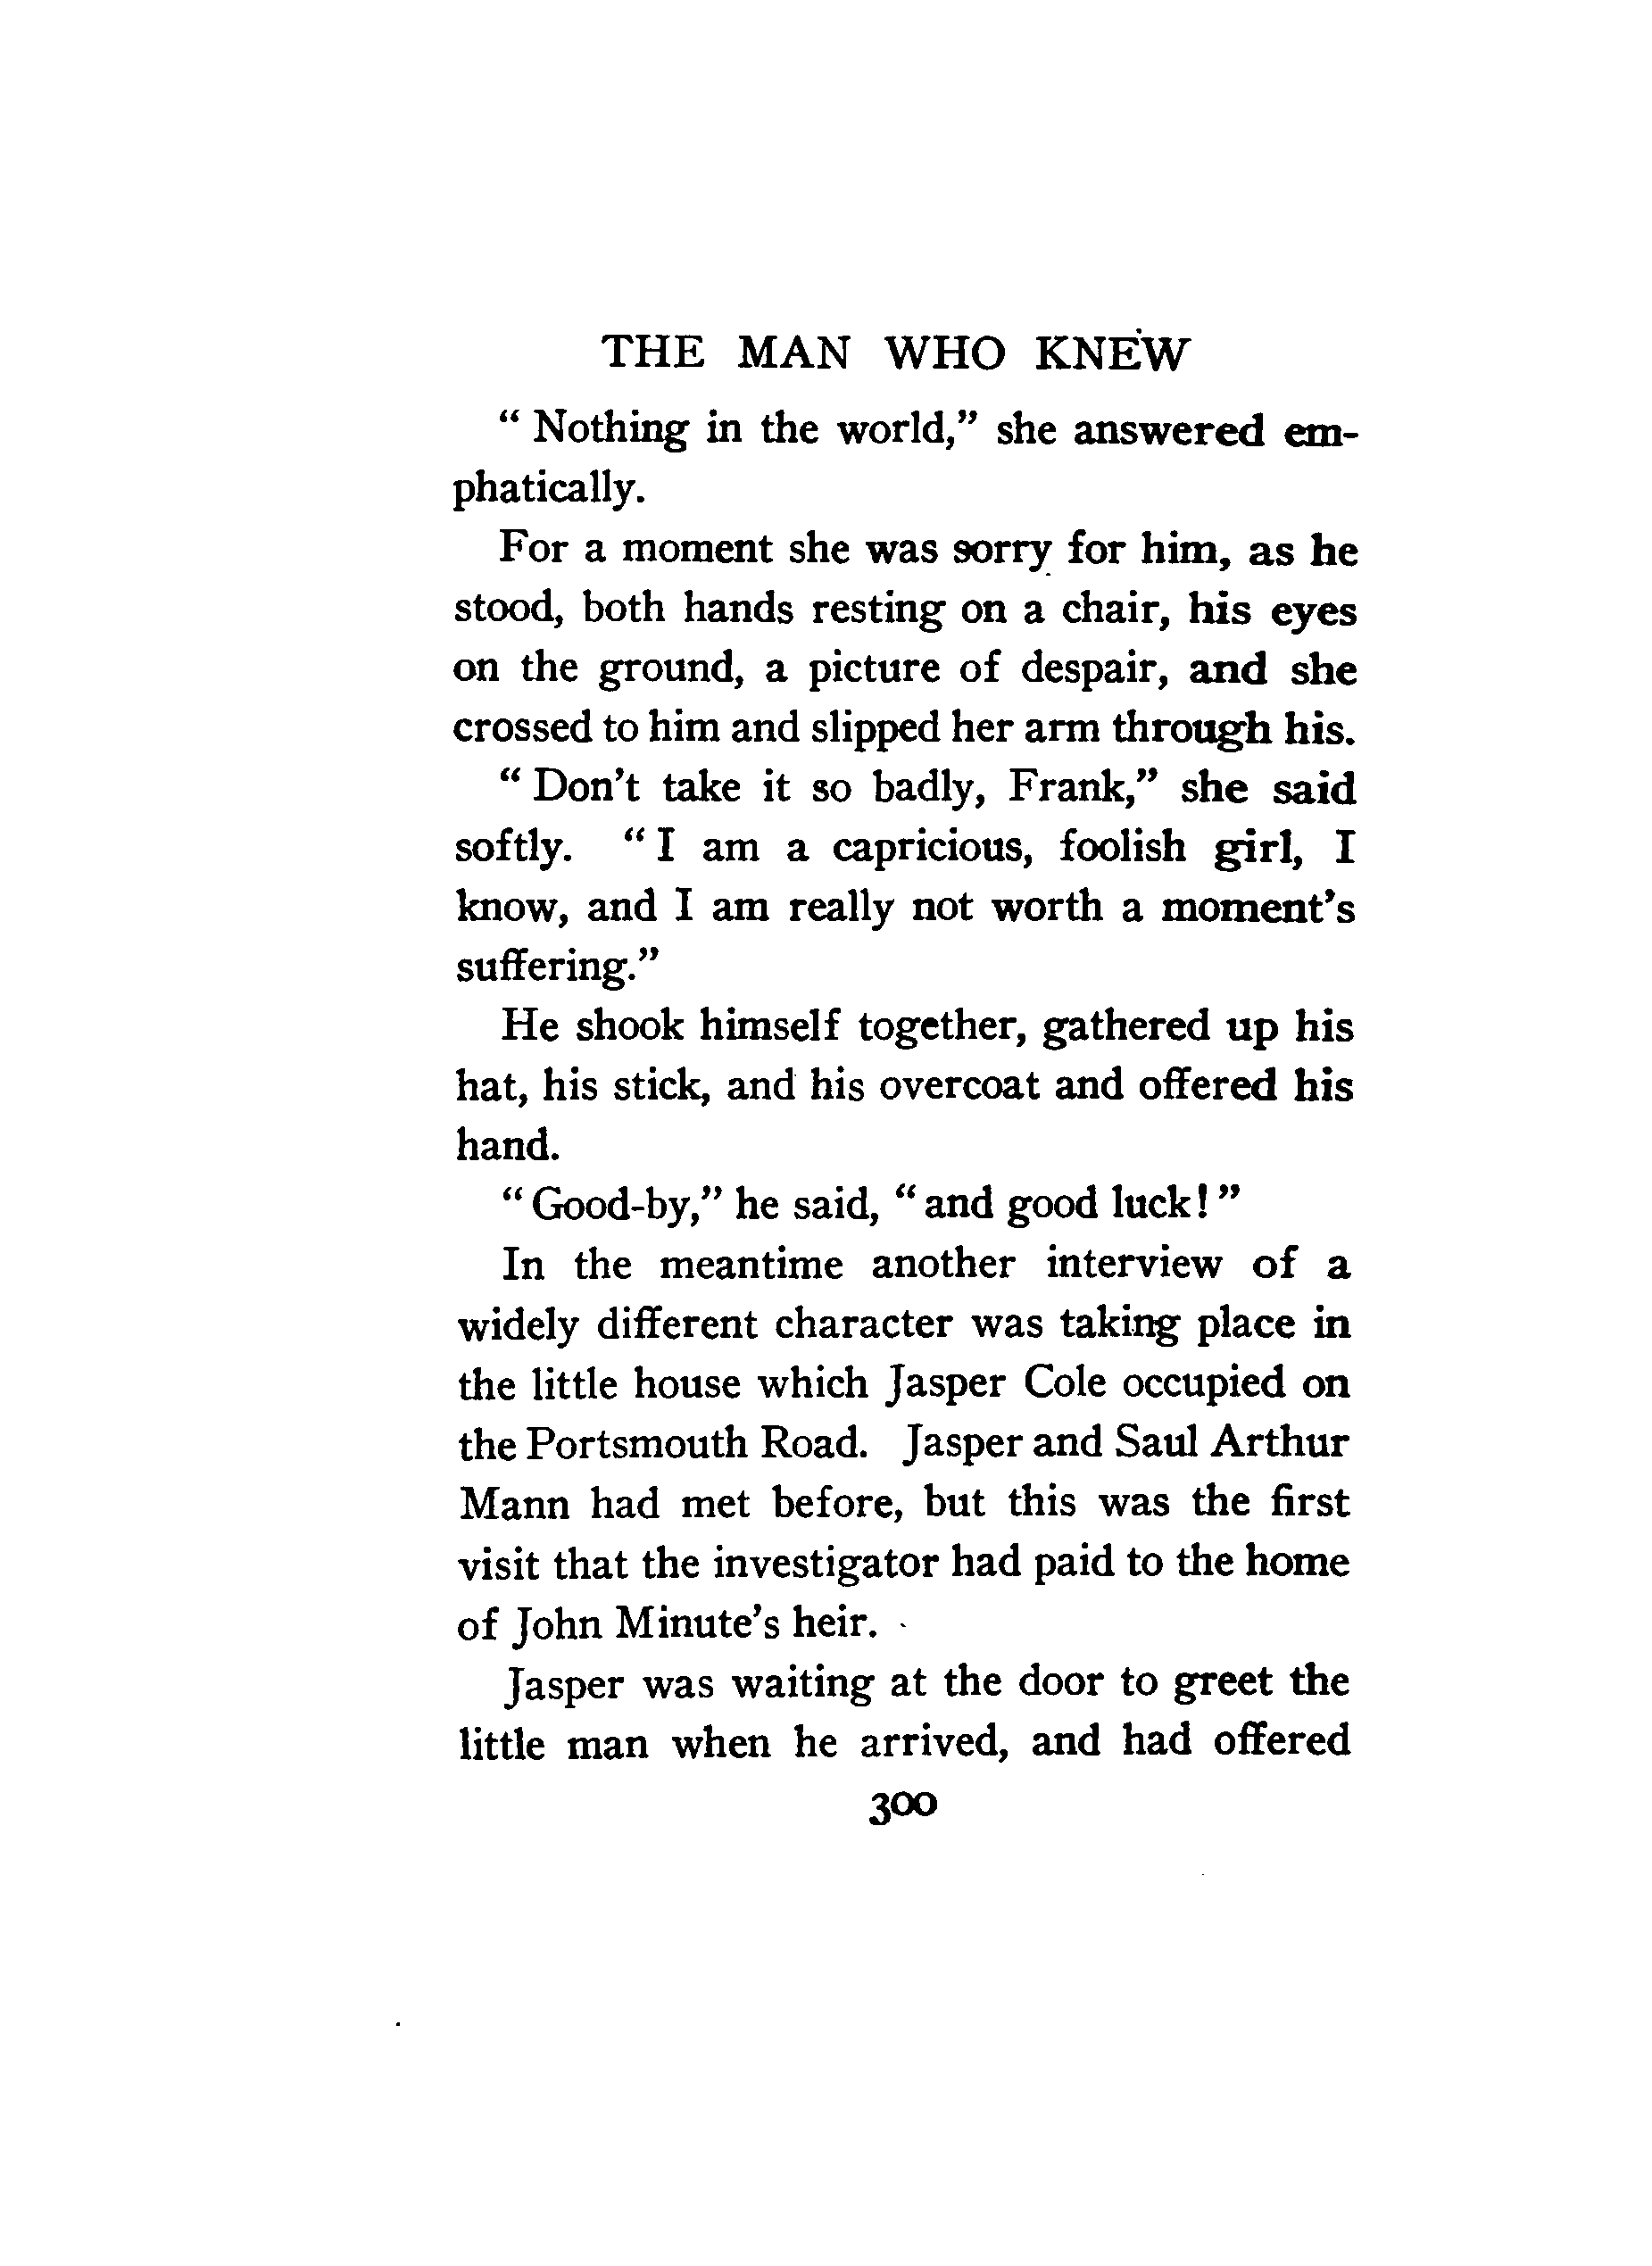 THE MAN WHO KNEW
“ Nothing in the world,” she answered em-
phatically.
For a moment she was sorry for him, as he
stood, both hands resting on a chair, his eyes
on the ground, a picture of despair, and she
crossed to him and slipped her arm through his.
“ Don’t take it so badly, Frank,” she said
softly. “ I am a capricious, foolish girl, I
know, and I am really not worth a moment’s
suffering.”
He shook himself together, gathered up his
hat, his stick, and his overcoat and offered his
hand.
“ Good-by,” he said, “ and good luck! ”
In the meantime another interview of a
widely different character was taking place in
the little house which Jasper Cole occupied on
the Portsmouth Road. Jasper and Saul Arthur
Mann had met before, but this was the first
visit that the investigator had paid to the home
of John Minute’s heir.
Jasper was waiting at the door to greet the
little man when he arrived, and had offered
300